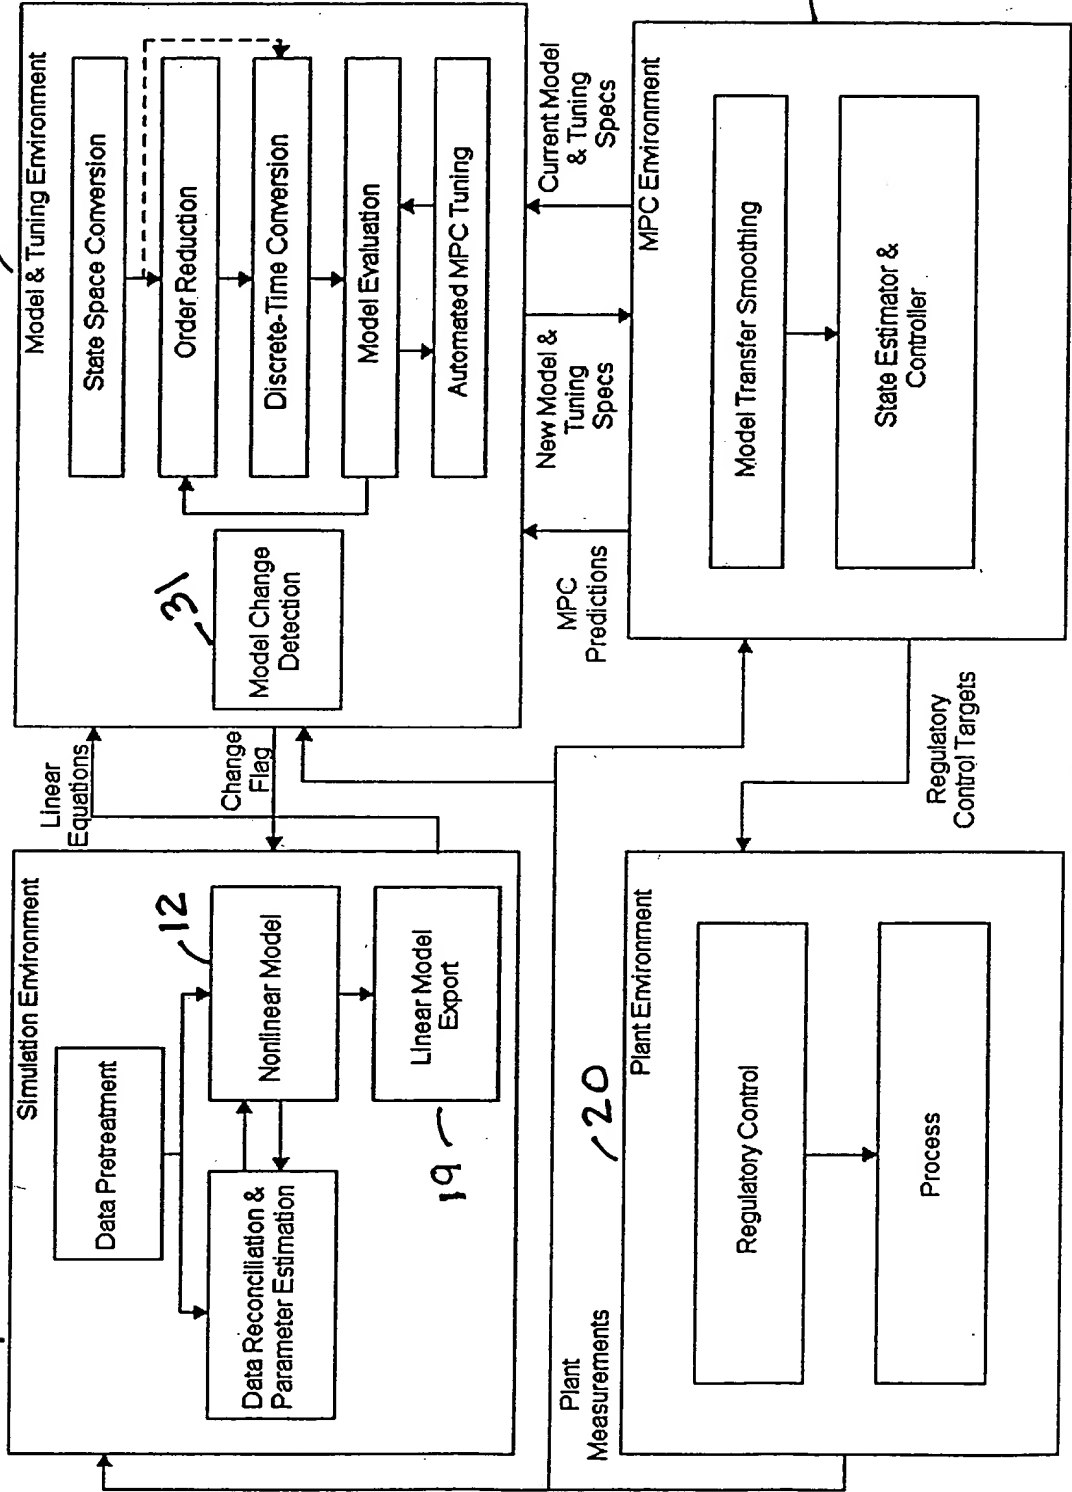 Simulation Environment
Data Pretreatment
Data Reconciliation &
Parameter Estimation
Nonlinear Model
12
Linear Model
Export
19
Linear
Equations
Change
Flag
Model & Tuning Environment
State Space Conversion
Order Reduction
Discrete-Time Conversion
Model Evaluation
Automated MPC Tuning
Model Change
Detection
31
Plant
Measurements
20
Plant Environment
Regulatory Control
Process
Regulatory
Control Targets
MPC
Predictions
New Model &
Tuning
Specs
Current Model
& Tuning
Specs
MPC Environment
Model Transfer Smoothing
State Estimator &
Controller